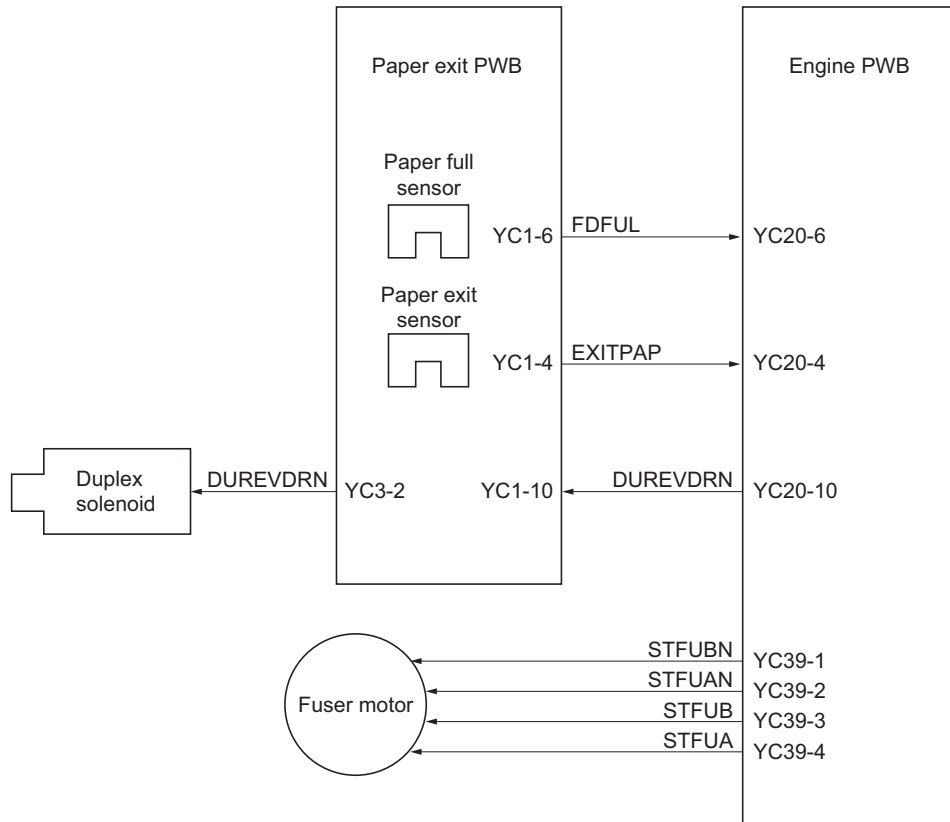 Paper exit PWB
Engine PWB
Paper full
sensor
YC1-6
FDFUL
YC20-6
Paper exit
sensor
YC1-4
EXITPAP
YC20-4
Duplex
solenoid
DUREVDRN
YC3-2
YC1-10
DUREVDRN
YC20-10
Fuser motor
STFUBN
YC39-1
STFUAN
YC39-2
STFUB
YC39-3
STFUA
YC39-4